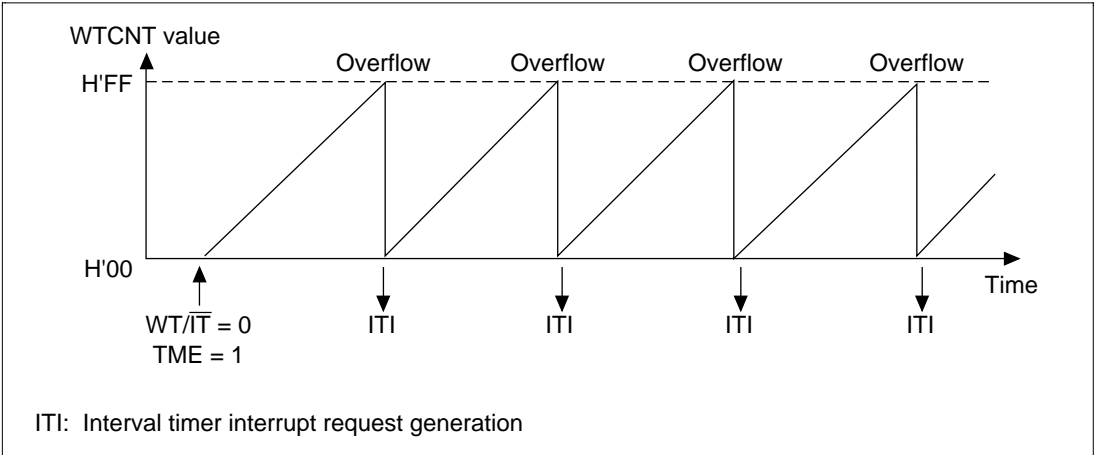 WTCNT value
Overflow Overflow Overflow Overflow
H'FF
H'00
Time
WT/I̅T̅ = 0
TME = 1
ITI ITI ITI ITI
ITI: Interval timer interrupt request generation